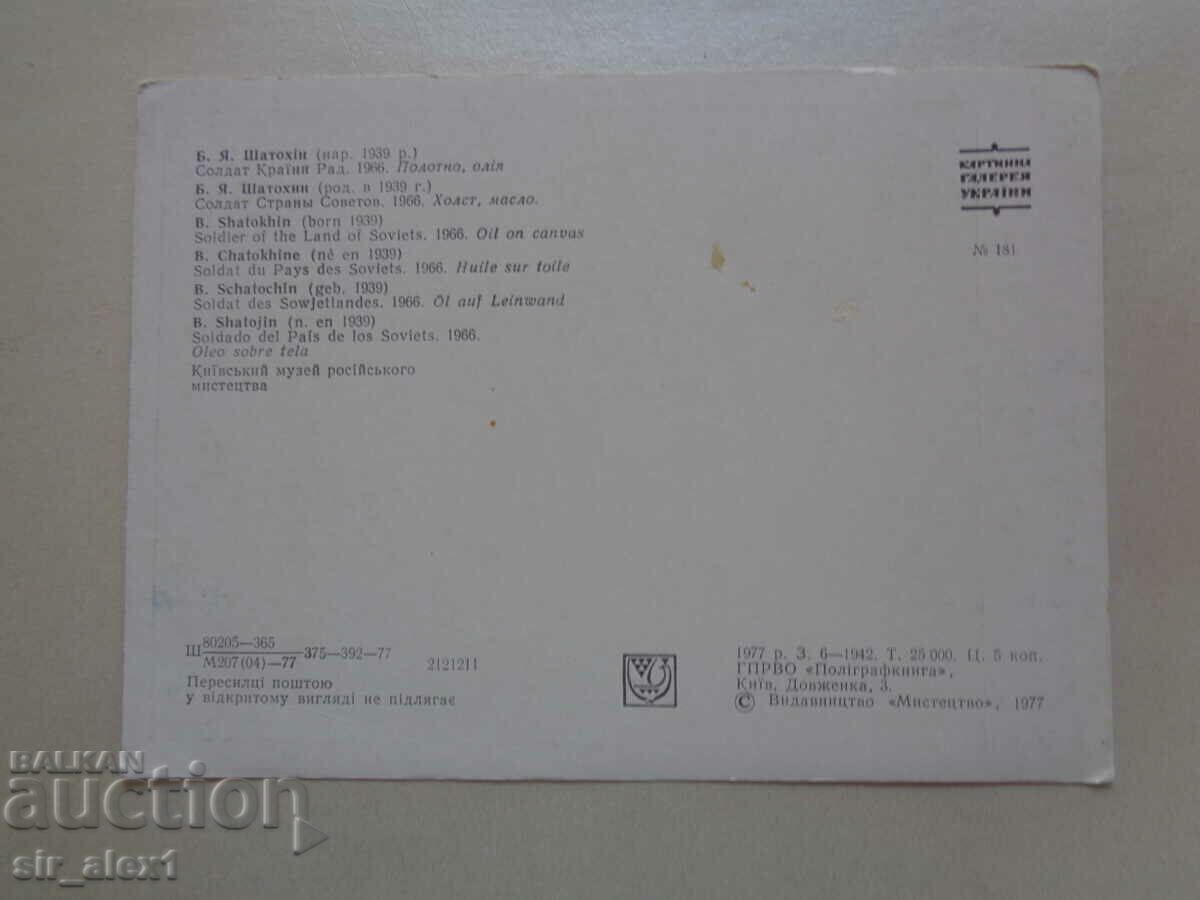 Б. Я. Шатохін (нар. 1939 р.)
Солдат Країни Рад. 1966. Полотно, олія
Б. Я. Шатохин (род. в 1939 г.)
Солдат Страны Советов. 1966. Холст, масло.
B. Shatokhin (born 1939)
Soldier of the Land of Soviets. 1966. Oil on canvas
B. Chatokhine (né en 1939)
Soldat du Pays des Soviets. 1966. Huile sur toile
B. Schatochin (geb. 1939)
Soldat des Sowjetlandes. 1966. Öl auf Leinwand
B. Shatojin (n. en 1939)
Soldado del País de los Soviets. 1966.
Oleo sobre tela
Київський музей російського
мистецтва
КАРТИННА
ГАЛЕРЕЯ
УКРАЇНИ
№ 181
Ш 80205—365
М207(04)—77 375—392—77 2121211
Пересилці поштою
у відкритому вигляді не підлягає
1977 р. З. 6—1942. Т. 25 000. Ц. 5 коп.
ГПРВО «Поліграфкнига»,
Київ, Довженка, 3.
© Видавництво «Мистецтво», 1977
BALKAN
auction
sir_alex1